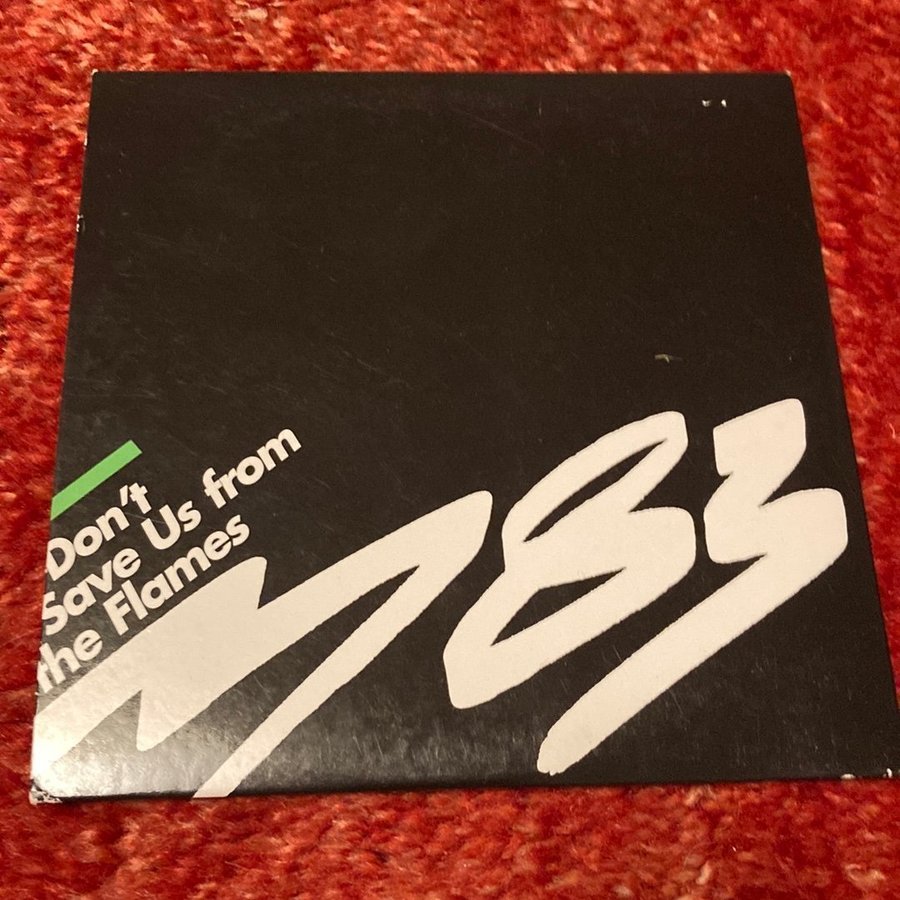 Don't
Save Us from
the Flames
M83